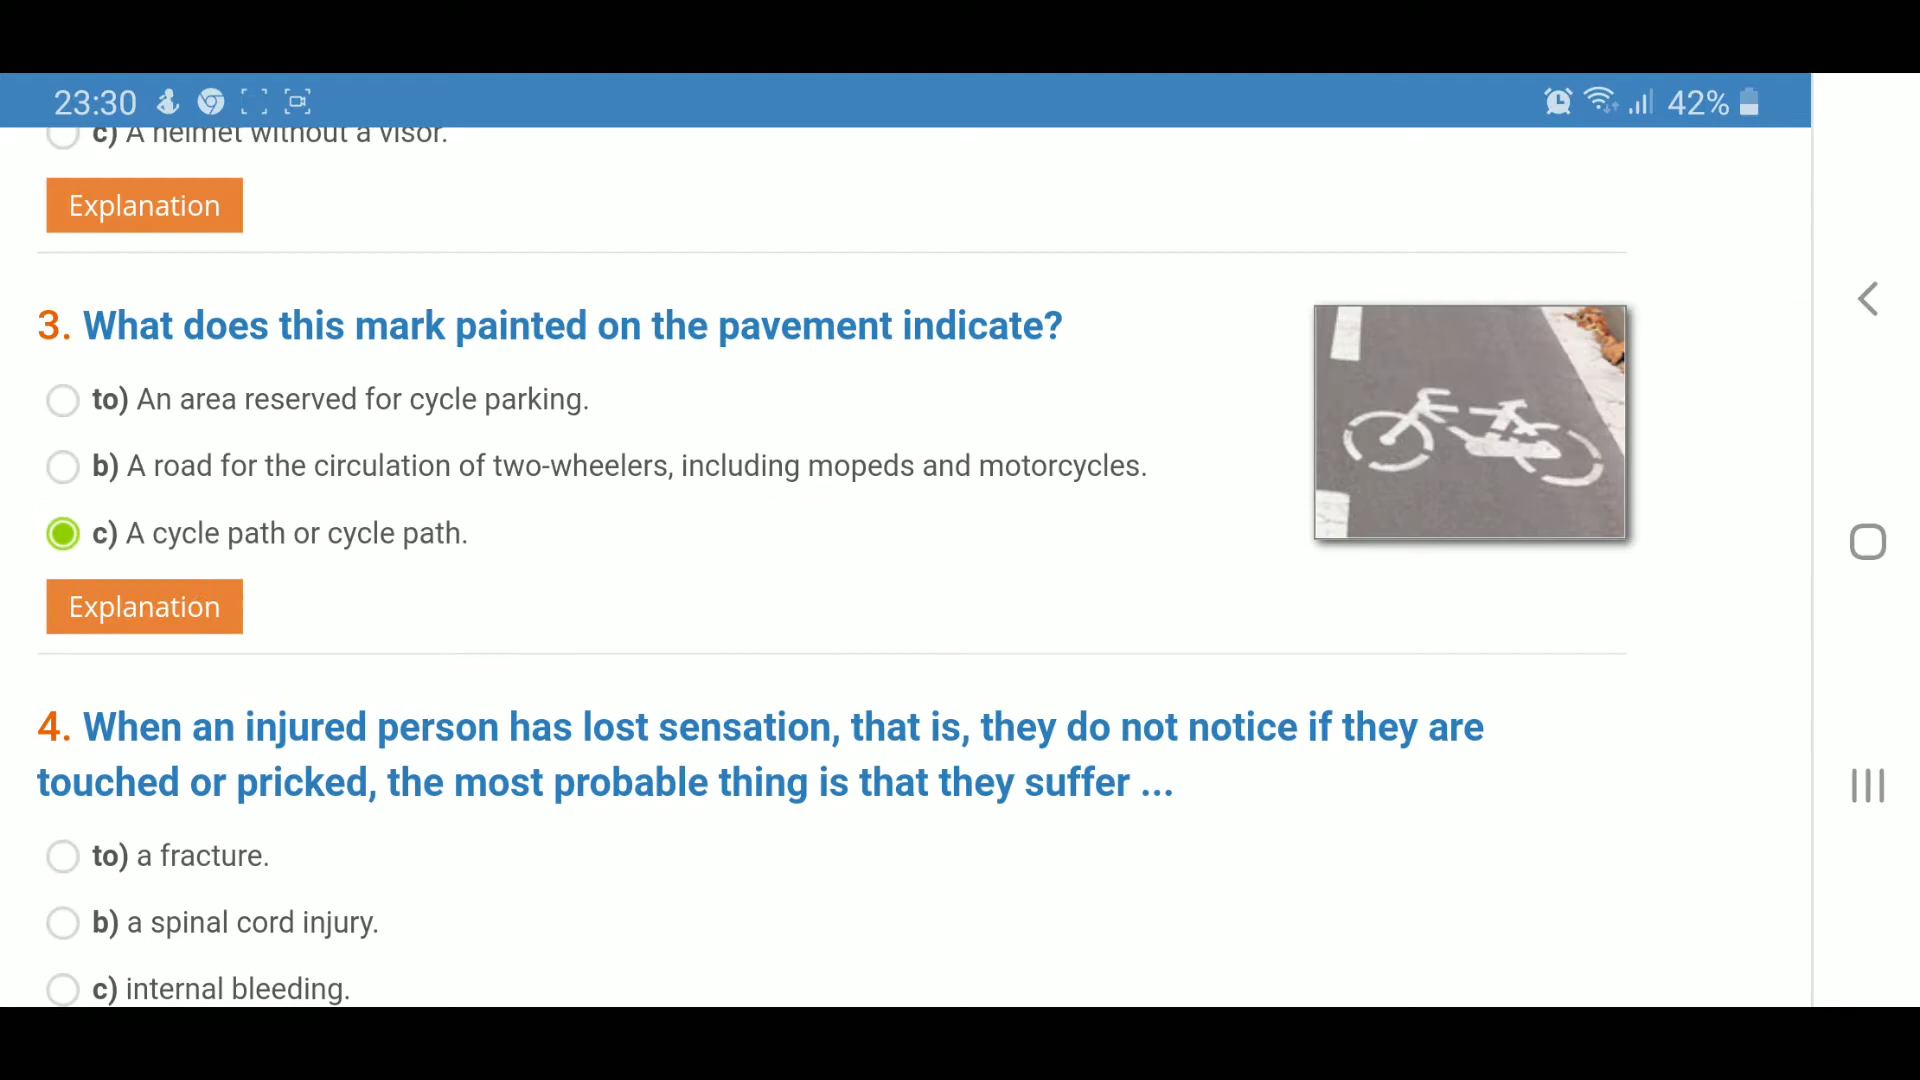 23:30
42%
c) A helmet without a visor.
Explanation
3. What does this mark painted on the pavement indicate?
to) An area reserved for cycle parking.
b) A road for the circulation of two-wheelers, including mopeds and motorcycles.
c) A cycle path or cycle path.
Explanation
4. When an injured person has lost sensation, that is, they do not notice if they are
touched or pricked, the most probable thing is that they suffer ...
to) a fracture.
b) a spinal cord injury.
c) internal bleeding.